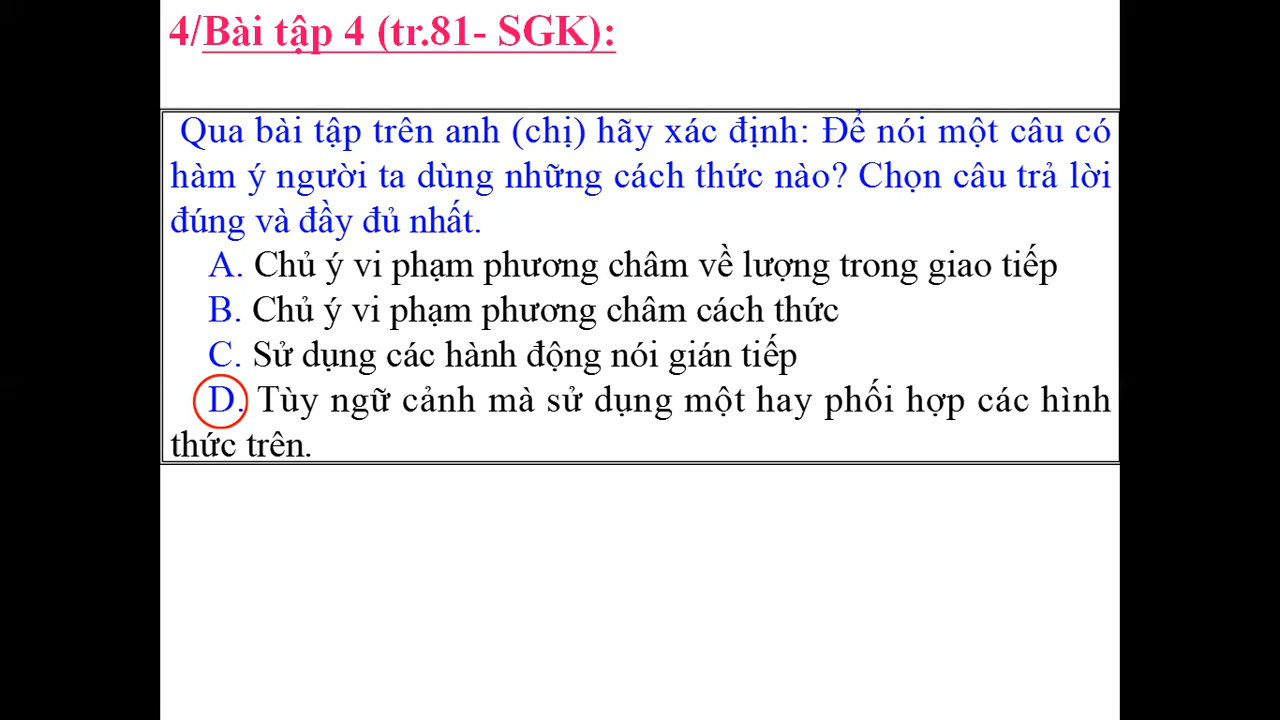 4/Bài tập 4 (tr.81- SGK):
Qua bài tập trên anh (chị) hãy xác định: Để nói một câu có
hàm ý người ta dùng những cách thức nào? Chọn câu trả lời
đúng và đầy đủ nhất.
A. Chủ ý vi phạm phương châm về lượng trong giao tiếp
B. Chủ ý vi phạm phương châm cách thức
C. Sử dụng các hành động nói gián tiếp
D. Tùy ngữ cảnh mà sử dụng một hay phối hợp các hình
thức trên.